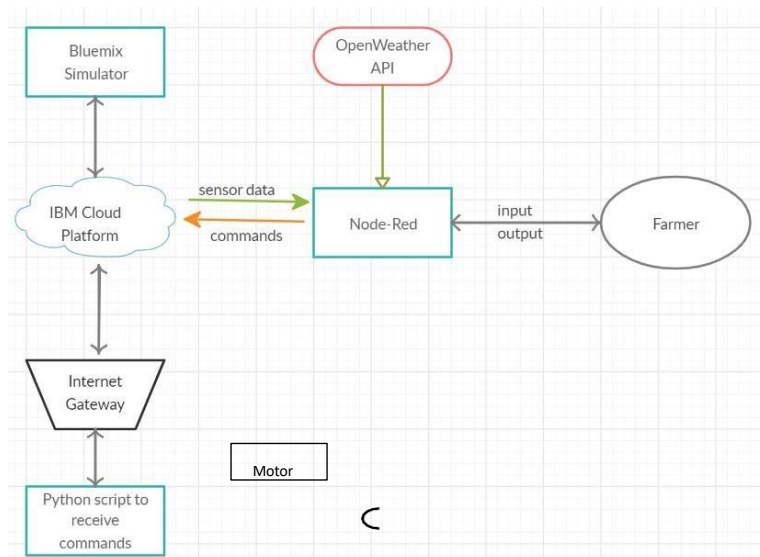 Bluemix
Simulator
OpenWeather
API
IBM Cloud
Platform
sensor data
commands
Node-Red
input
output
Farmer
Internet
Gateway
Motor
Python script to
receive
commands